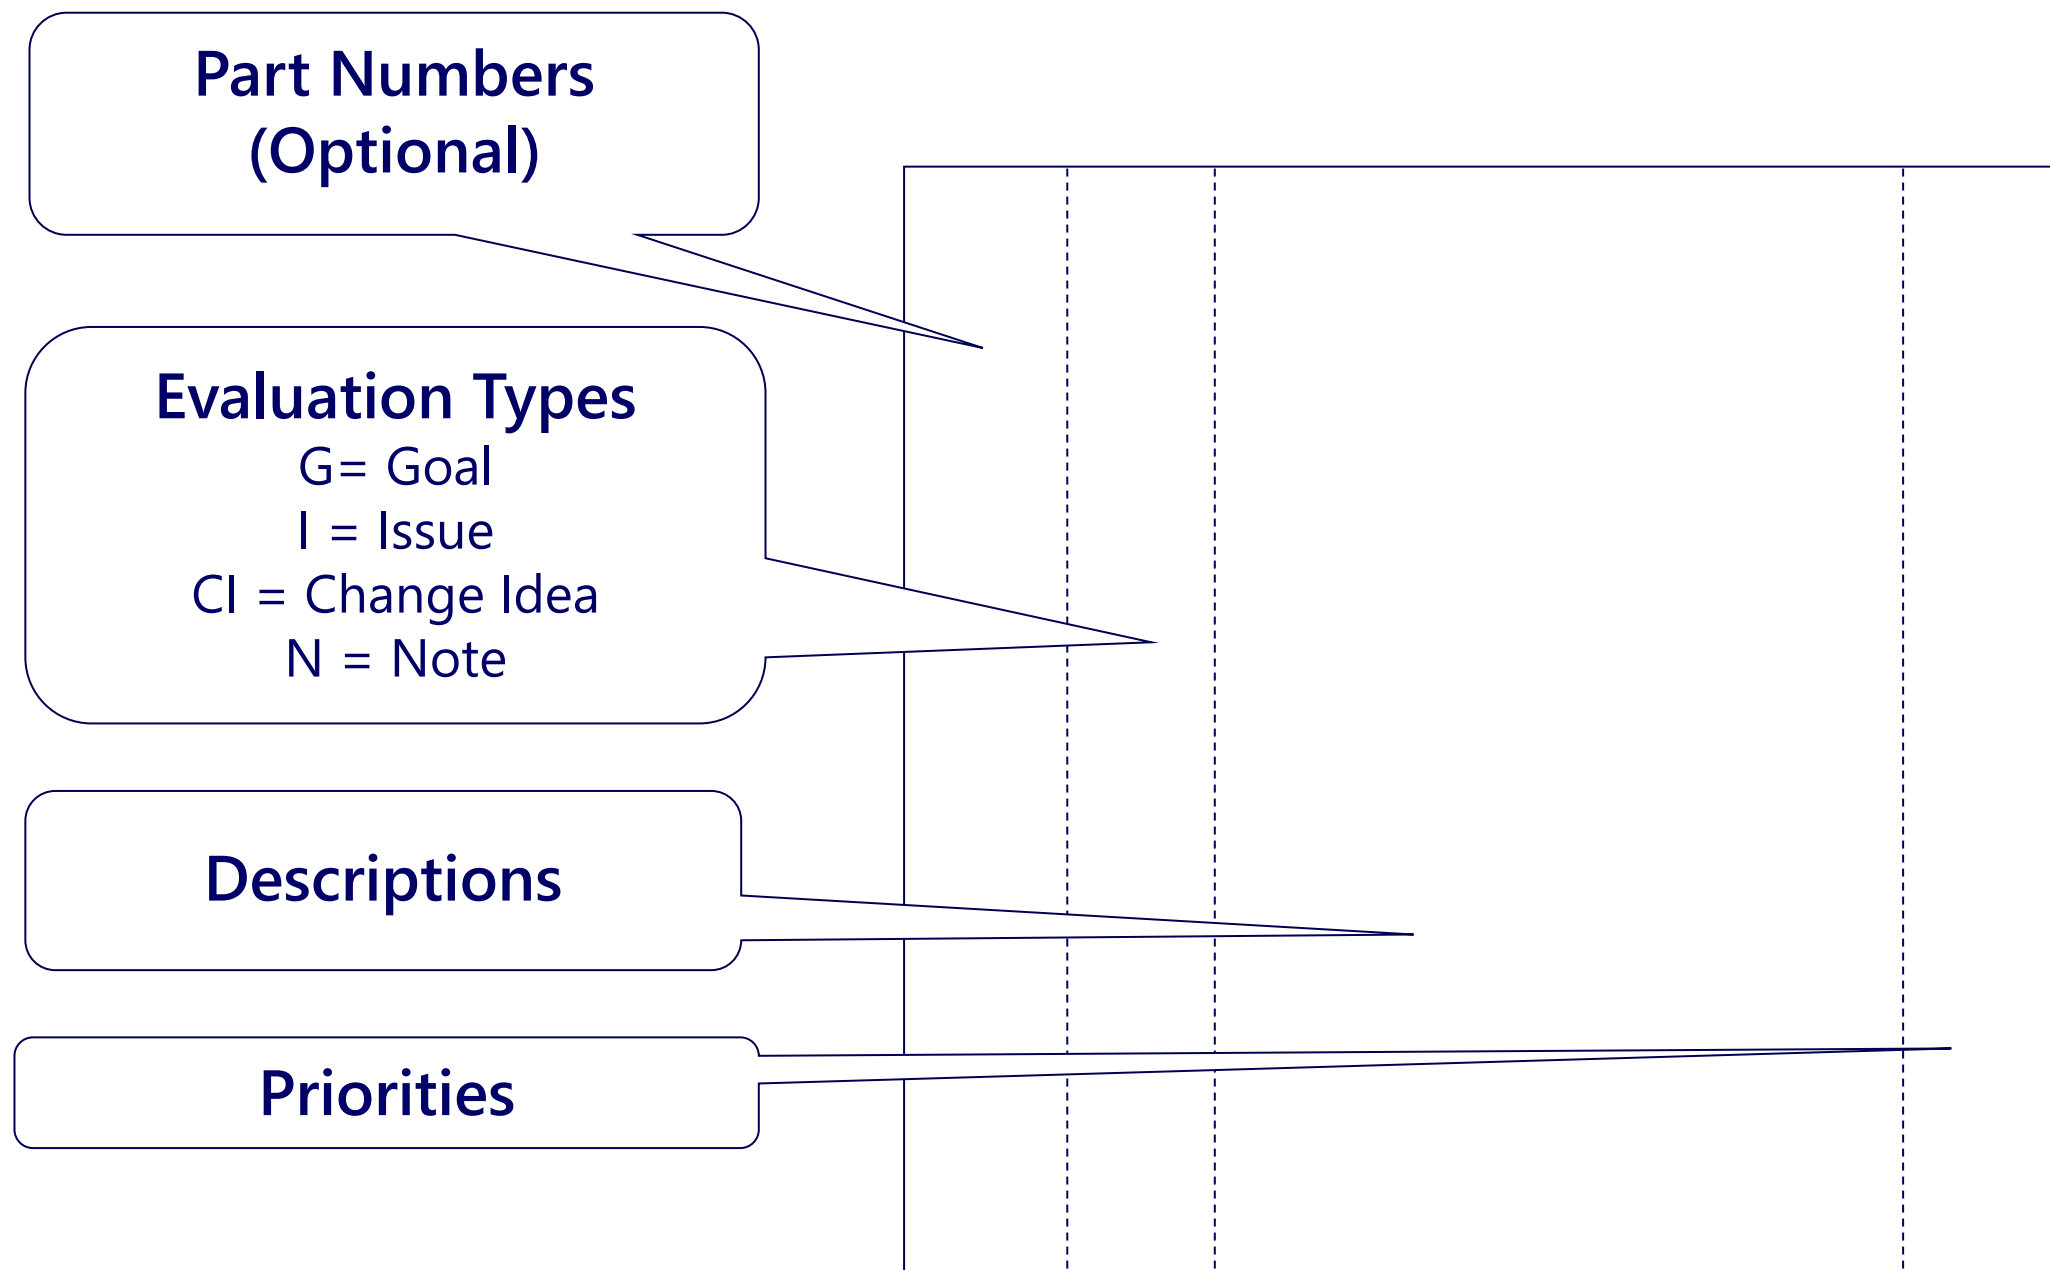 Part Numbers
(Optional)
Evaluation Types
G= Goal
I = Issue
CI = Change Idea
N = Note
Descriptions
Priorities